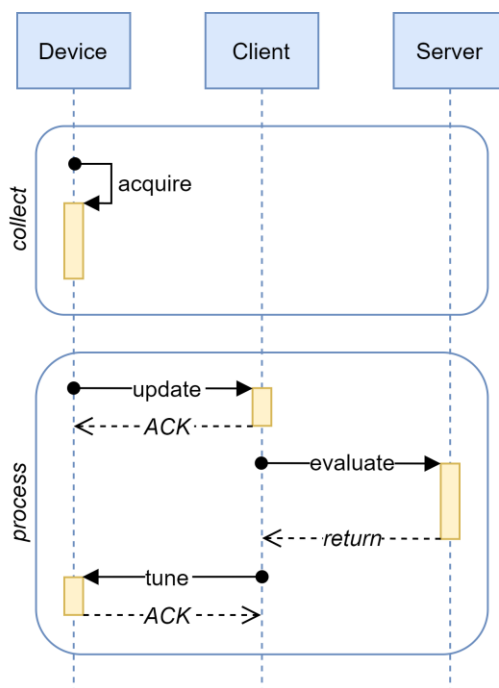 Device
Client
Server
collect
acquire
process
update
ACK
evaluate
return
tune
ACK